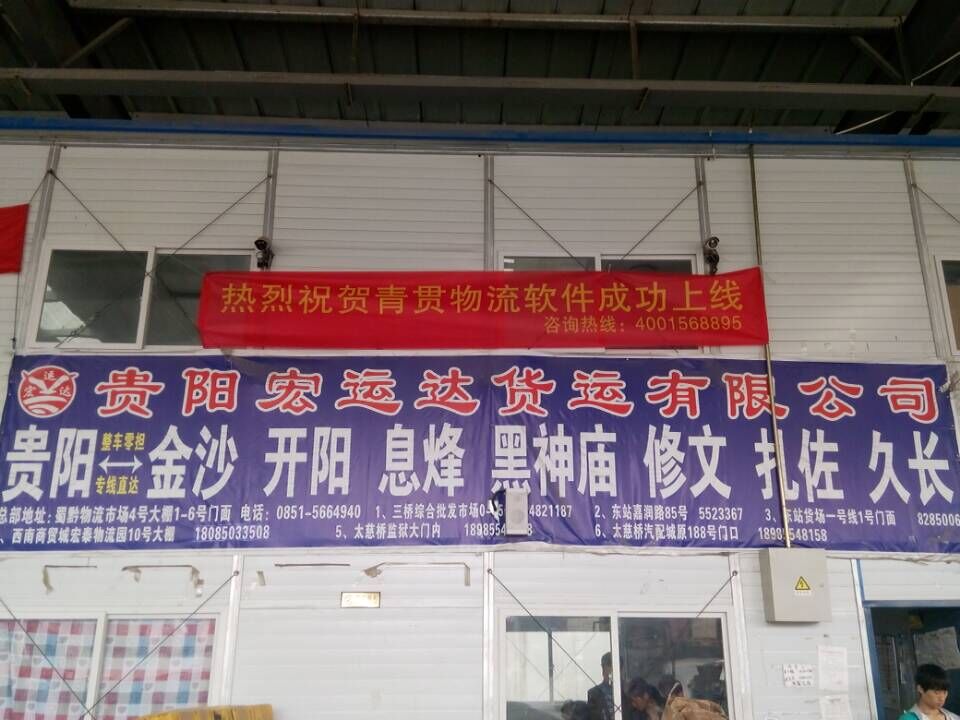 热烈祝贺青贯物流软件成功上线
咨询热线：4001568895
宏运达
贵阳宏运达货运有限公司
贵阳 整车零担 专线直达 金沙 开阳 息烽 黑神庙 修文 扎佐 久长
总部地址：蜀黔物流市场4号大棚1-6号门面 电话：0851-5664940 1、三桥综合批发市场 4821187 2、东站嘉润路85号 5523367 3、东站货场一号线1号门面 828500
、西南商贸城宏泰物流园10号大棚 18085033508 5、太慈桥监狱大门内 6、太慈桥汽配城原188号门口